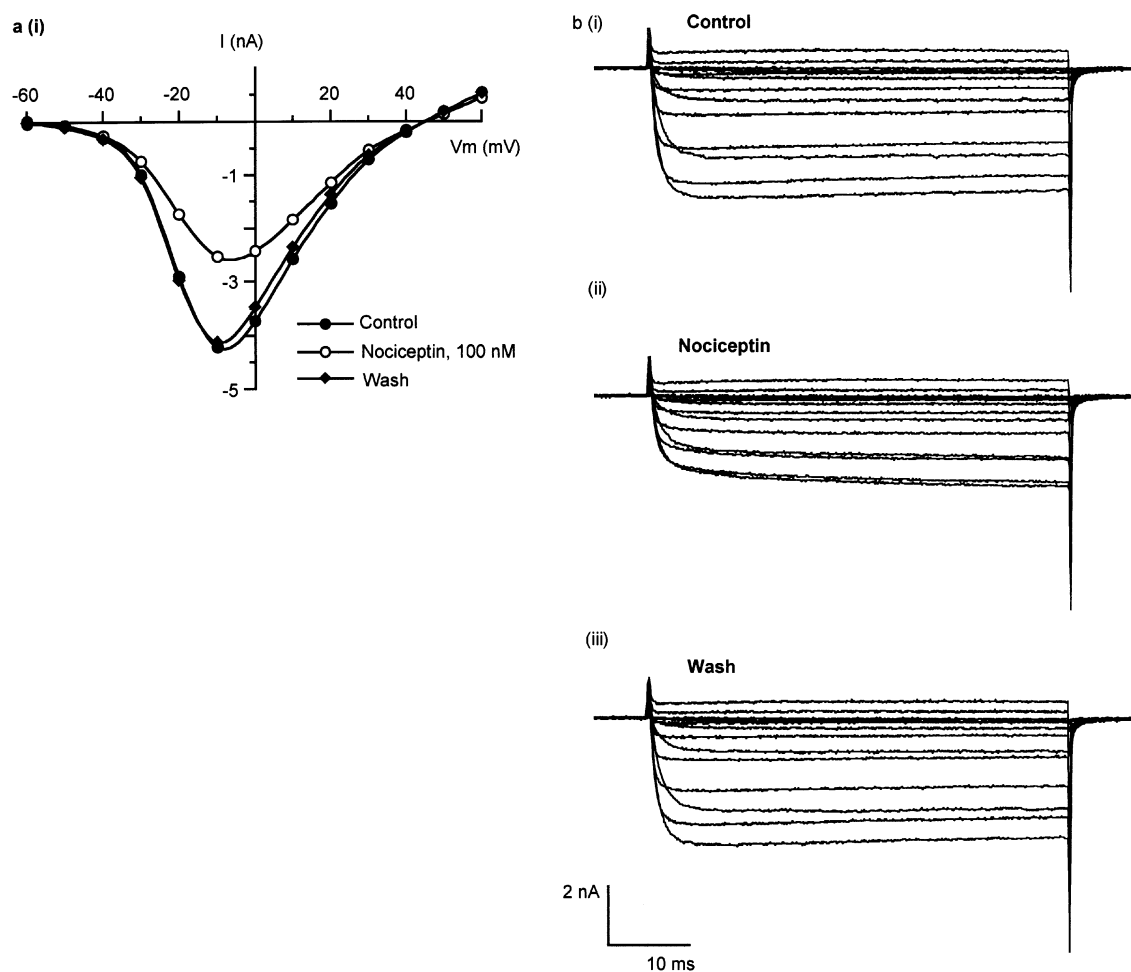 a (i)
I (nA)
-60 -40 -20 20 40
Vm (mV)
-1
-3
-5
Control
Nociceptin, 100 nM
Wash
b (i) Control
(ii)
Nociceptin
(iii)
Wash
2 nA
10 ms